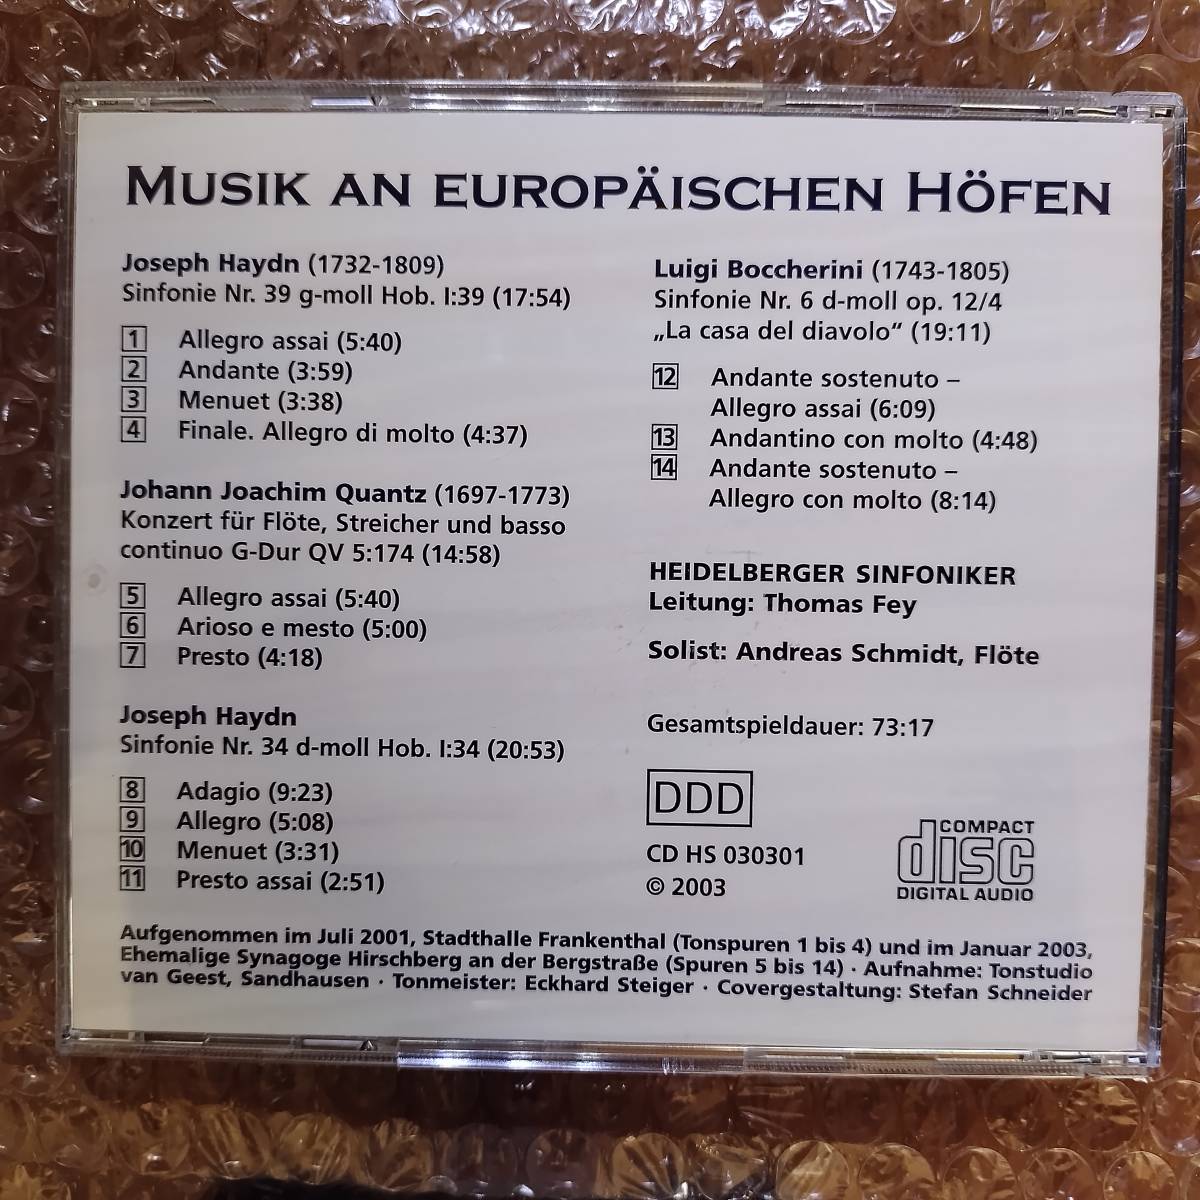 MUSIK AN EUROPÄISCHEN HÖFEN
Joseph Haydn (1732-1809)
Sinfonie Nr. 39 g-moll Hob. I:39 (17:54)
1 Allegro assai (5:40)
2 Andante (3:59)
3 Menuet (3:38)
4 Finale. Allegro di molto (4:37)
Johann Joachim Quantz (1697-1773)
Konzert für Flöte, Streicher und basso
continuo G-Dur QV 5:174 (14:58)
5 Allegro assai (5:40)
6 Arioso e mesto (5:00)
7 Presto (4:18)
Joseph Haydn
Sinfonie Nr. 34 d-moll Hob. I:34 (20:53)
8 Adagio (9:23)
9 Allegro (5:08)
10 Menuet (3:31)
11 Presto assai (2:51)
Luigi Boccherini (1743-1805)
Sinfonie Nr. 6 d-moll op. 12/4
„La casa del diavolo“ (19:11)
12 Andante sostenuto –
Allegro assai (6:09)
13 Andantino con molto (4:48)
14 Andante sostenuto –
Allegro con molto (8:14)
HEIDELBERGER SINFONIKER
Leitung: Thomas Fey
Solist: Andreas Schmidt, Flöte
Gesamtspieldauer: 73:17
DDD
CD HS 030301
© 2003
COMPACT
disc
DIGITAL AUDIO
Aufgenommen im Juli 2001, Stadthalle Frankenthal (Tonspuren 1 bis 4) und im Januar 2003,
Ehemalige Synagoge Hirschberg an der Bergstraße (Spuren 5 bis 14) · Aufnahme: Tonstudio
van Geest, Sandhausen · Tonmeister: Eckhard Steiger · Covergestaltung: Stefan Schneider